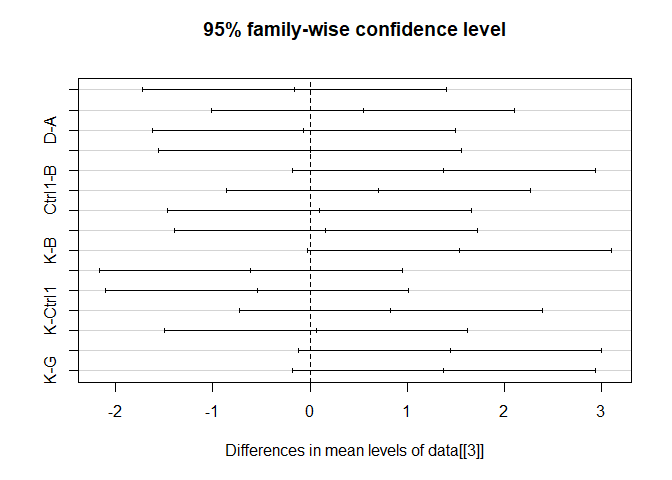 95% family-wise confidence level
D-A
Ctrl1-B
K-B
K-Ctrl1
K-G
-2 -1 0 1 2 3
Differences in mean levels of data[[3]]